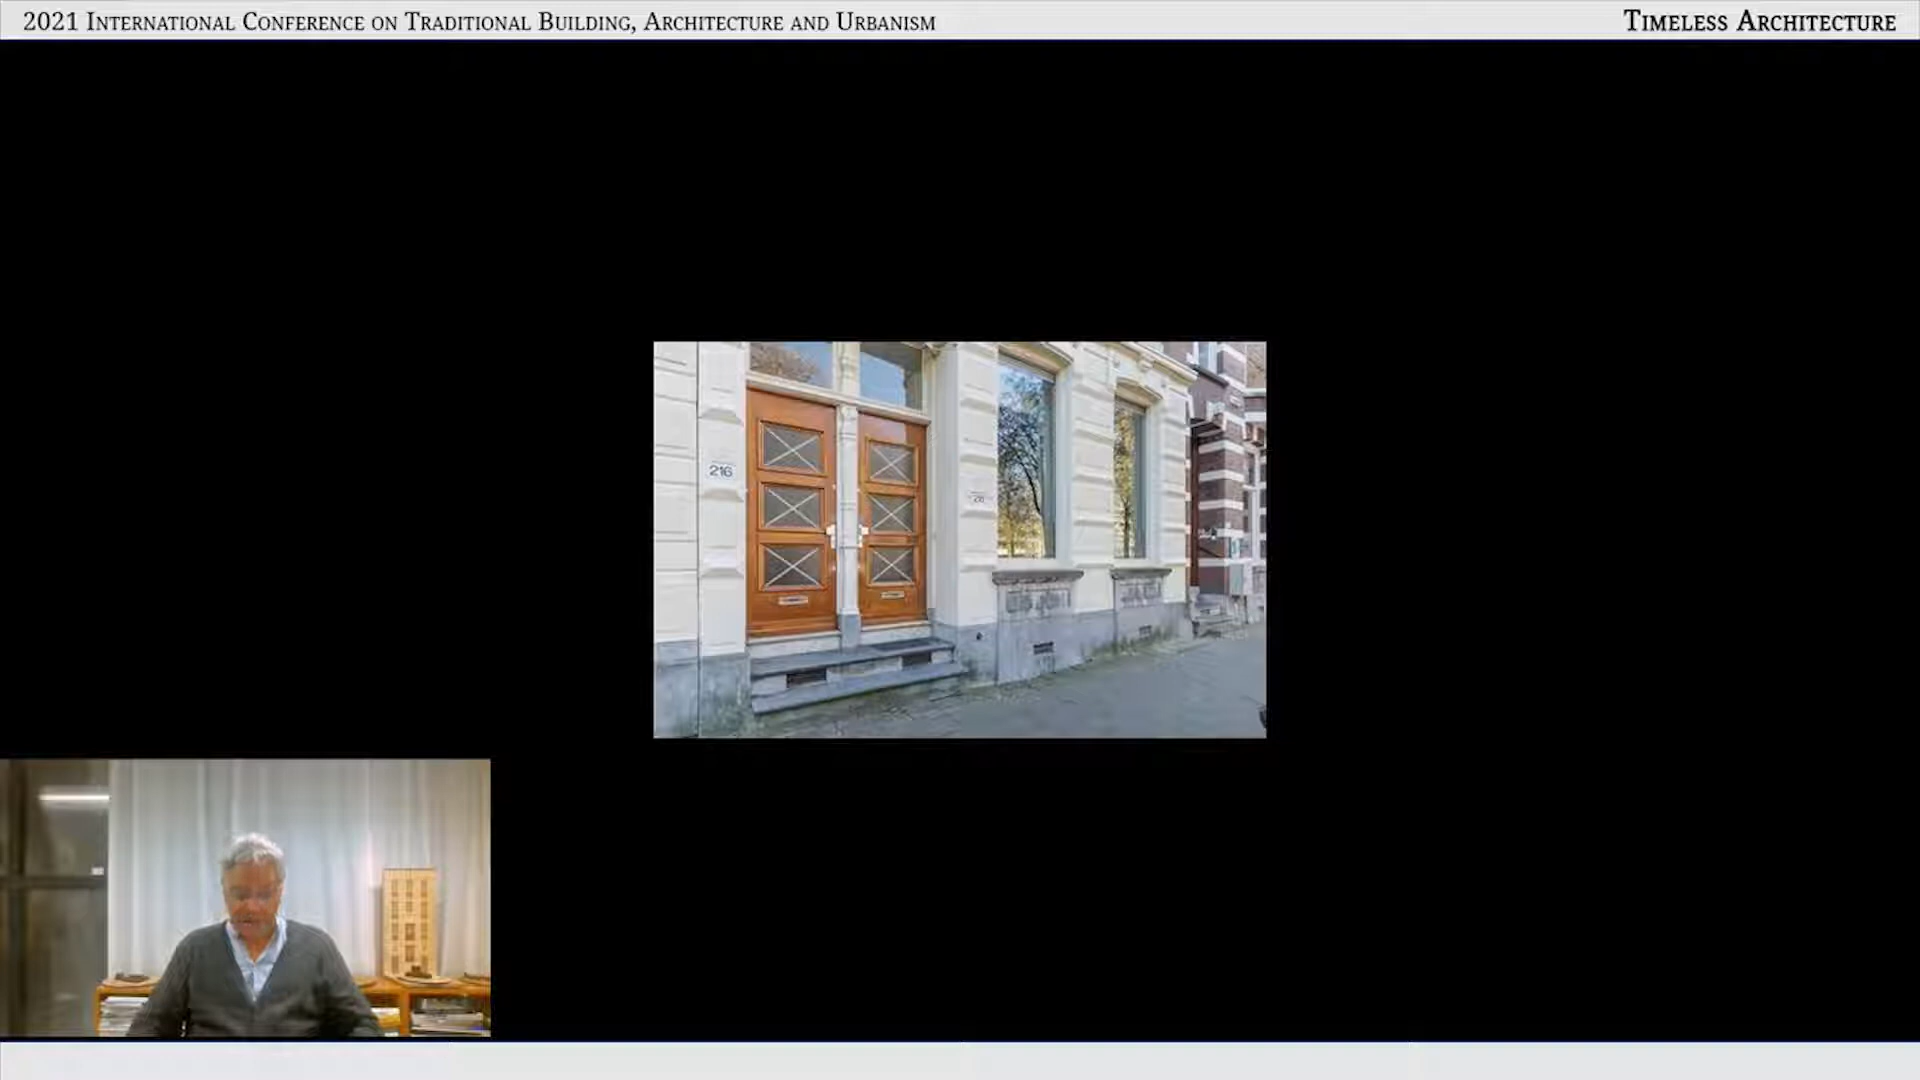 2021 International Conference on Traditional Building, Architecture and Urbanism
Timeless Architecture
216